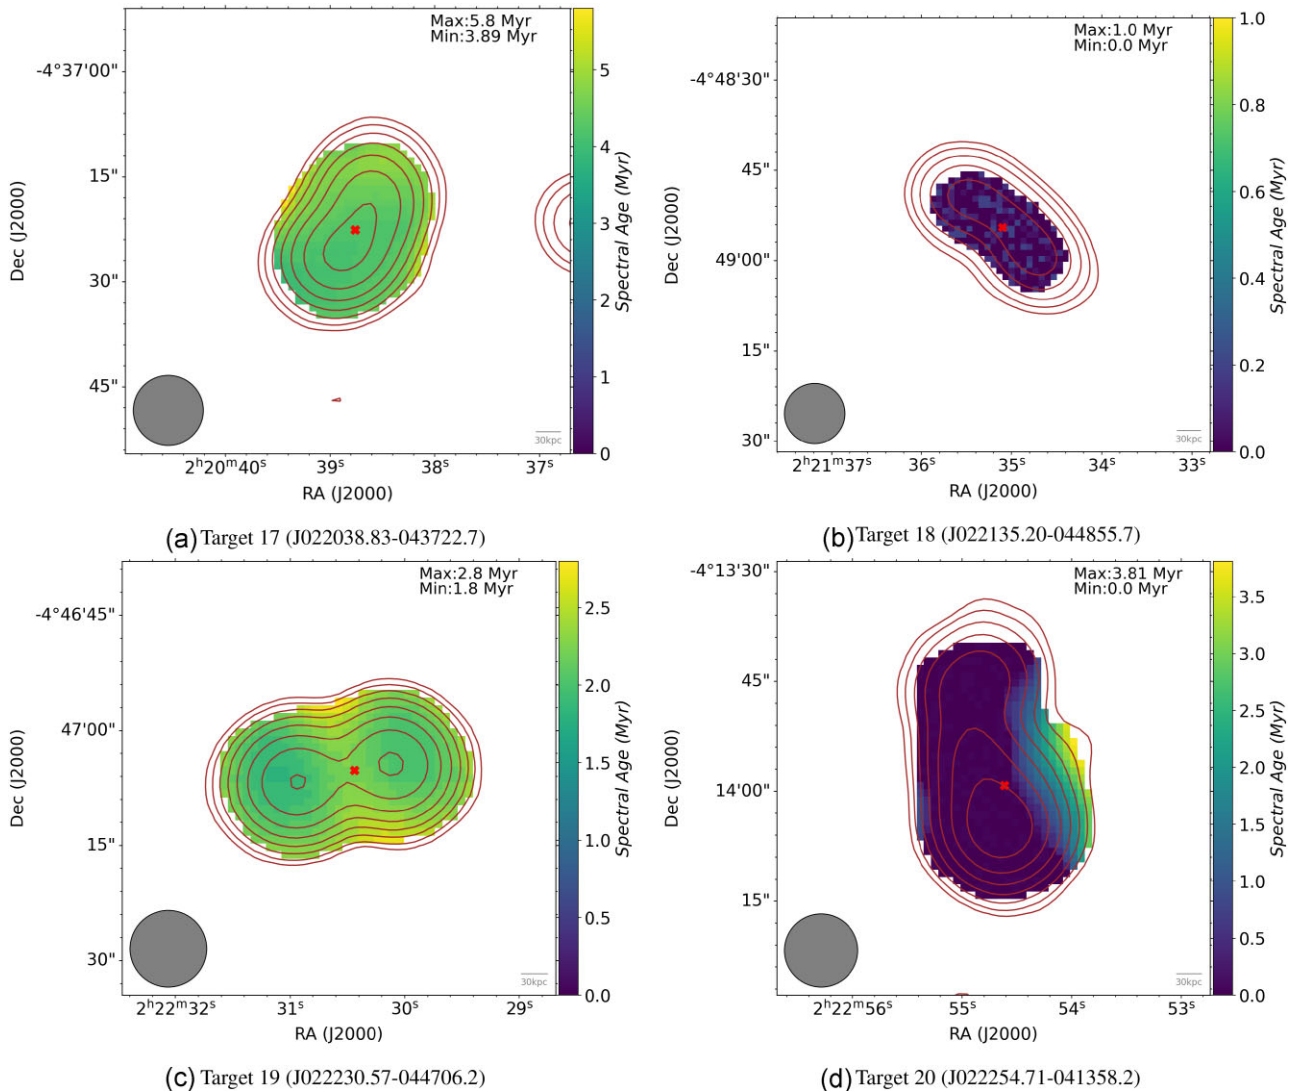 Max:5.8 Myr
Min:3.89 Myr
-4°37'00"
15"
30"
45"
Dec (J2000)
2h20m40s 39s 38s 37s
RA (J2000)
30kpc
5
4
3
2
1
0
Spectral Age (Myr)
(a) Target 17 (J022038.83-043722.7)
Max:1.0 Myr
Min:0.0 Myr
-4°48'30"
45"
49'00"
15"
30"
Dec (J2000)
2h21m37s 36s 35s 34s 33s
RA (J2000)
30kpc
1.0
0.8
0.6
0.4
0.2
0.0
Spectral Age (Myr)
(b) Target 18 (J022135.20-044855.7)
Max:2.8 Myr
Min:1.8 Myr
-4°46'45"
47'00"
15"
30"
Dec (J2000)
2h22m32s 31s 30s 29s
RA (J2000)
30kpc
2.5
2.0
1.5
1.0
0.5
0.0
Spectral Age (Myr)
(c) Target 19 (J022230.57-044706.2)
Max:3.81 Myr
Min:0.0 Myr
-4°13'30"
45"
14'00"
15"
Dec (J2000)
2h22m56s 55s 54s 53s
RA (J2000)
30kpc
3.5
3.0
2.5
2.0
1.5
1.0
0.5
0.0
Spectral Age (Myr)
(d) Target 20 (J022254.71-041358.2)